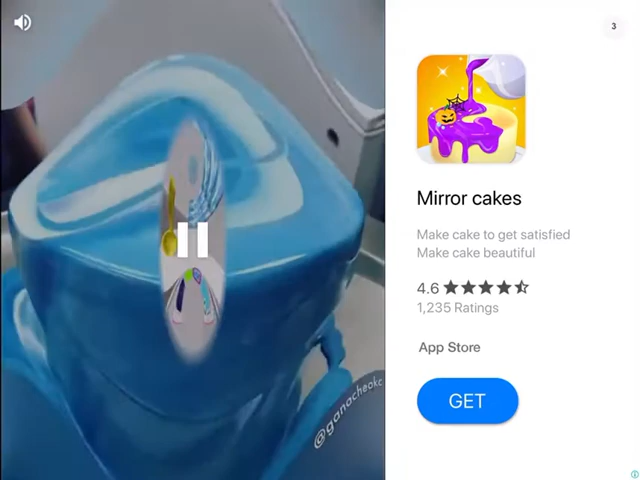 3
Mirror cakes
Make cake to get satisfied
Make cake beautiful
4.6
1,235 Ratings
App Store
GET
@ganacheokc